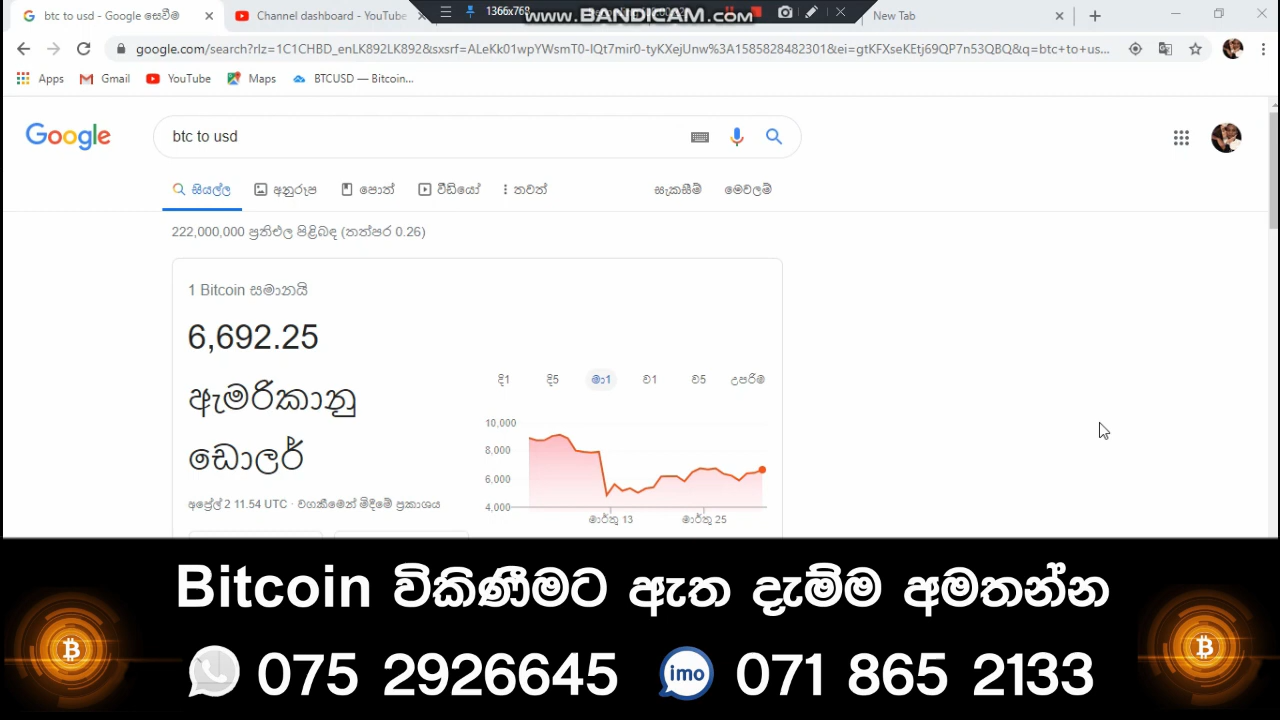 btc to usd - Google සෙවීම
Channel dashboard - YouTube
1366x768
www.BANDICAM.com
New Tab
google.com/search?rlz=1C1CHBD_enLK892LK892&sxsrf=ALeKk01wpYWsmT0-lQt7mir0-tyKXejUnw%3A1585828482301&ei=gtKFXseKEtj69QP7n53QBQ&q=btc+to+us...
Apps Gmail YouTube Maps BTCUSD — Bitcoin...
Google
btc to usd
සියල්ල අනුරූප පොත් වීඩියෝ තවත් සැකසීම් මෙවලම්
222,000,000 ප්‍රතිඵල පිළිබඳ (තත්පර 0.26)
1 Bitcoin සමානයි
6,692.25
ඇමරිකානු
ඩොලර්
අප්‍රේල් 2 11.54 UTC · වගකීමෙන් මිදීමේ ප්‍රකාශය
දි1 දි5 මා1 ව1 ව5 උපරිම
10,000
8,000
6,000
4,000
මාර්තු 13 මාර්තු 25
Bitcoin විකිණීමට ඇත දැම්ම අමතන්න
075 2926645 imo 071 865 2133